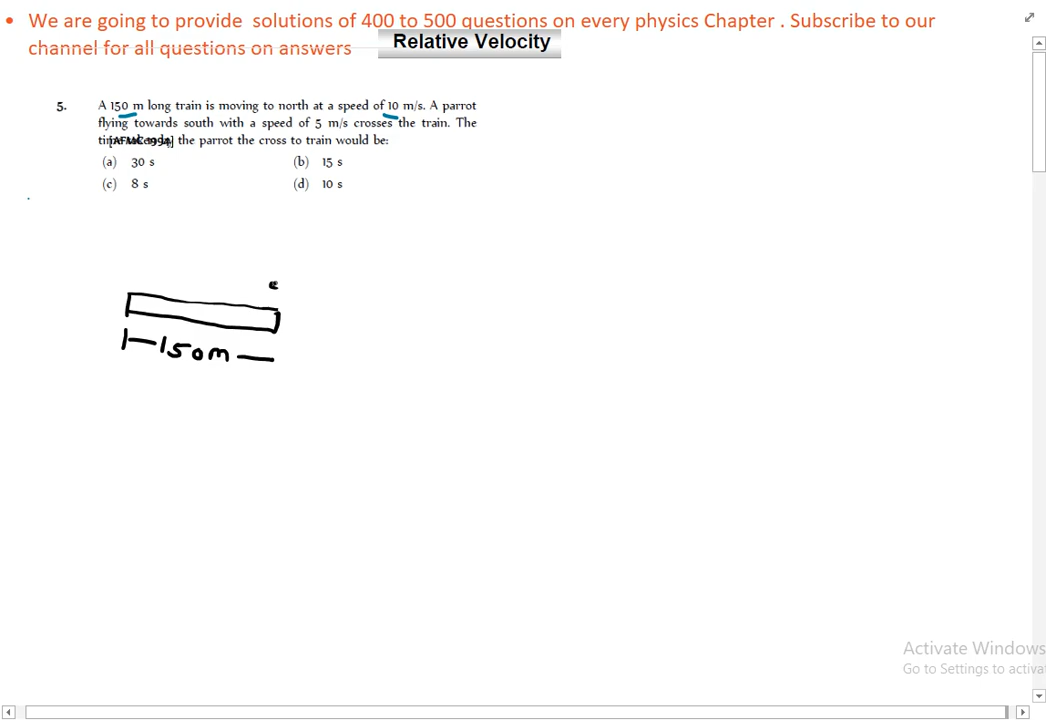 • We are going to provide solutions of 400 to 500 questions on every physics Chapter . Subscribe to our
channel for all questions on answers
Relative Velocity
5. A 150 m long train is moving to north at a speed of 10 m/s. A parrot
flying towards south with a speed of 5 m/s crosses the train. The
[AFMC 1994] the parrot the cross to train would be:
(a) 30 s (b) 15 s
(c) 8 s (d) 10 s
150m
Activate Windows
Go to Settings to activa